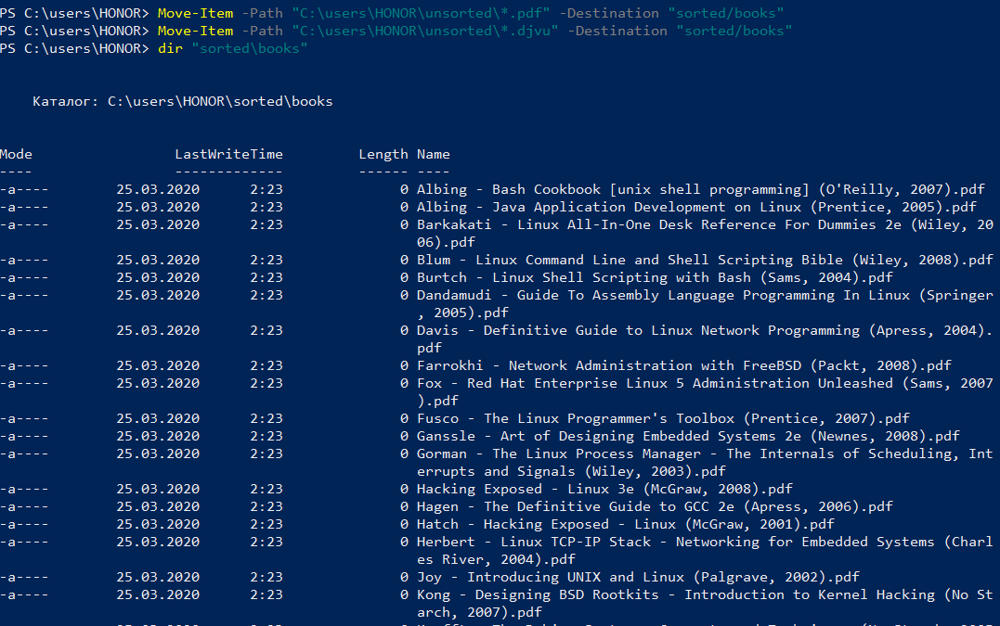 PS C:\users\HONOR> Move-Item -Path "C:\users\HONOR\unsorted\*.pdf" -Destination "sorted/books"
PS C:\users\HONOR> Move-Item -Path "C:\users\HONOR\unsorted\*.djvu" -Destination "sorted/books"
PS C:\users\HONOR> dir "sorted\books"
Каталог: C:\users\HONOR\sorted\books
Mode LastWriteTime Length Name
---- ------------- ------ ----
-a---- 25.03.2020 2:23 0 Albing - Bash Cookbook [unix shell programming] (O'Reilly, 2007).pdf
-a---- 25.03.2020 2:23 0 Albing - Java Application Development on Linux (Prentice, 2005).pdf
-a---- 25.03.2020 2:23 0 Barkakati - Linux All-In-One Desk Reference For Dummies 2e (Wiley, 20
06).pdf
-a---- 25.03.2020 2:23 0 Blum - Linux Command Line and Shell Scripting Bible (Wiley, 2008).pdf
-a---- 25.03.2020 2:23 0 Burtch - Linux Shell Scripting with Bash (Sams, 2004).pdf
-a---- 25.03.2020 2:23 0 Dandamudi - Guide To Assembly Language Programming In Linux (Springer
, 2005).pdf
-a---- 25.03.2020 2:23 0 Davis - Definitive Guide to Linux Network Programming (Apress, 2004).
pdf
-a---- 25.03.2020 2:23 0 Farrokhi - Network Administration with FreeBSD (Packt, 2008).pdf
-a---- 25.03.2020 2:23 0 Fox - Red Hat Enterprise Linux 5 Administration Unleashed (Sams, 2007
).pdf
-a---- 25.03.2020 2:23 0 Fusco - The Linux Programmer's Toolbox (Prentice, 2007).pdf
-a---- 25.03.2020 2:23 0 Ganssle - Art of Designing Embedded Systems 2e (Newnes, 2008).pdf
-a---- 25.03.2020 2:23 0 Gorman - The Linux Process Manager - The Internals of Scheduling, Int
errupts and Signals (Wiley, 2003).pdf
-a---- 25.03.2020 2:23 0 Hacking Exposed - Linux 3e (McGraw, 2008).pdf
-a---- 25.03.2020 2:23 0 Hagen - The Definitive Guide to GCC 2e (Apress, 2006).pdf
-a---- 25.03.2020 2:23 0 Hatch - Hacking Exposed - Linux (McGraw, 2001).pdf
-a---- 25.03.2020 2:23 0 Herbert - Linux TCP-IP Stack - Networking for Embedded Systems (Charl
es River, 2004).pdf
-a---- 25.03.2020 2:23 0 Joy - Introducing UNIX and Linux (Palgrave, 2002).pdf
-a---- 25.03.2020 2:23 0 Kong - Designing BSD Rootkits - Introduction to Kernel Hacking (No St
arch, 2007).pdf